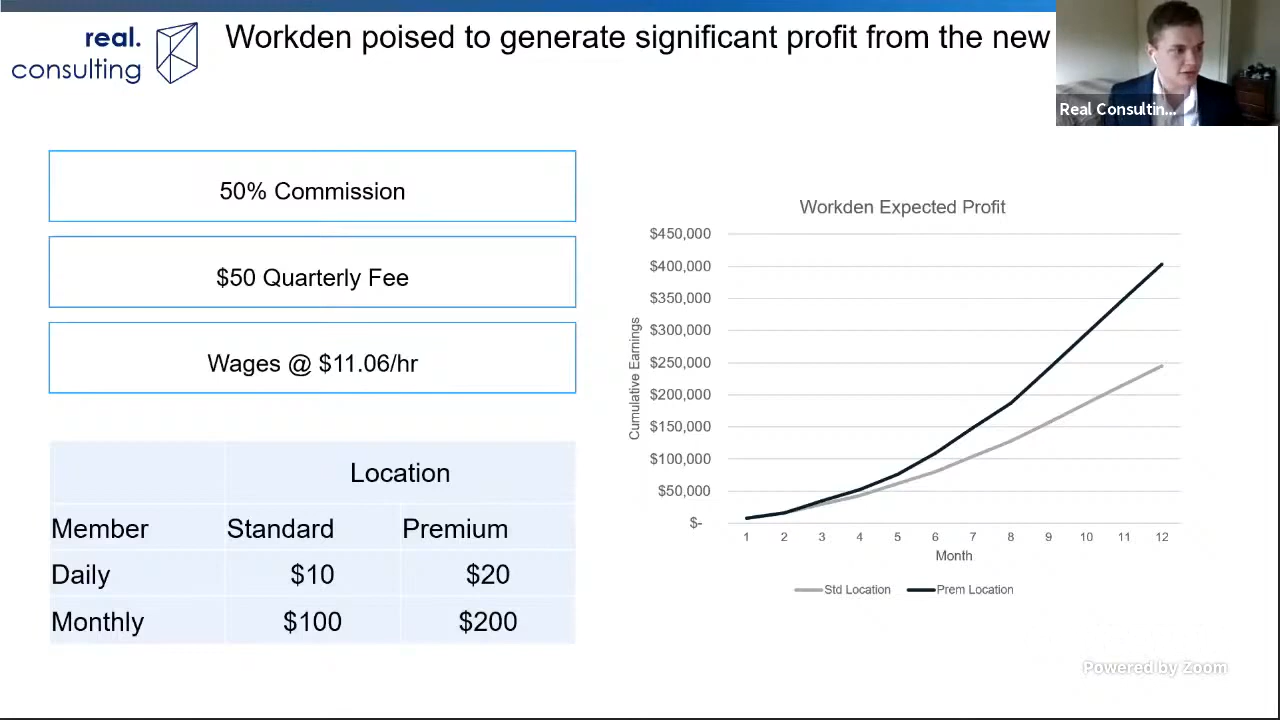 real.
consulting
Workden poised to generate significant profit from the new
Real Consultin...
50% Commission
$50 Quarterly Fee
Wages @ $11.06/hr
Location
Member Standard Premium
Daily $10 $20
Monthly $100 $200
Workden Expected Profit
Cumulative Earnings
$450,000
$400,000
$350,000
$300,000
$250,000
$200,000
$150,000
$100,000
$50,000
$-
1 2 3 4 5 6 7 8 9 10 11 12
Month
Std Location Prem Location
Powered by Zoom